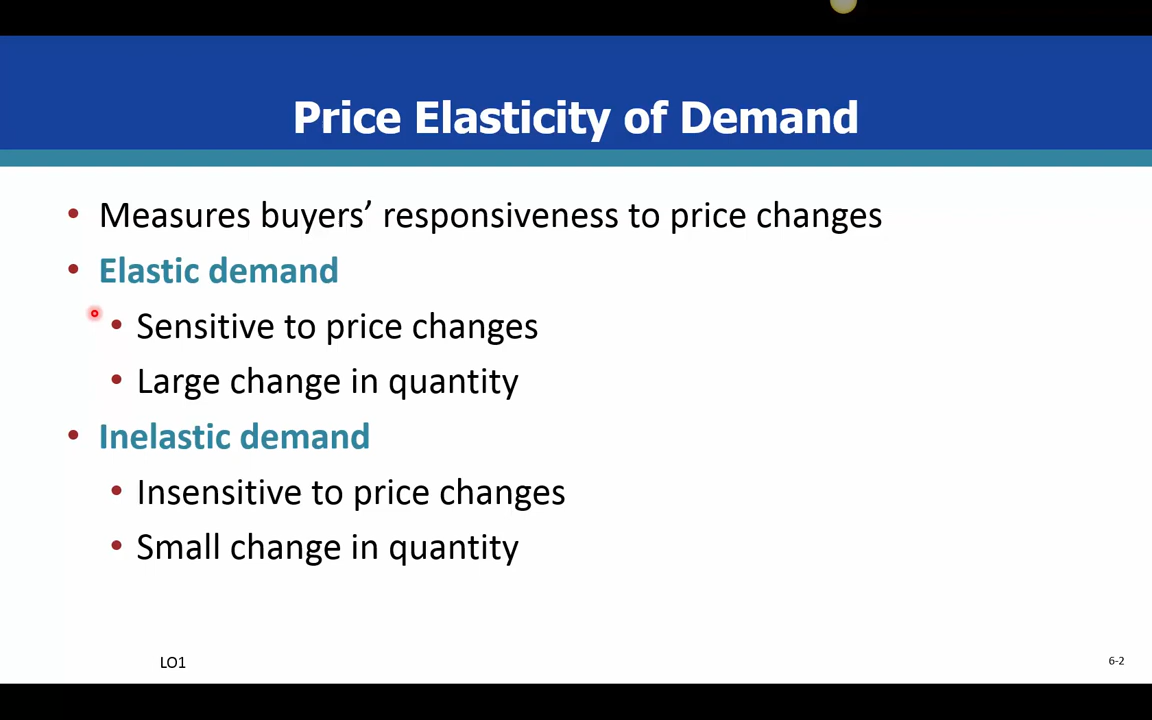 Price Elasticity of Demand
• Measures buyers’ responsiveness to price changes
• Elastic demand
• Sensitive to price changes
• Large change in quantity
• Inelastic demand
• Insensitive to price changes
• Small change in quantity
LO1
6-2